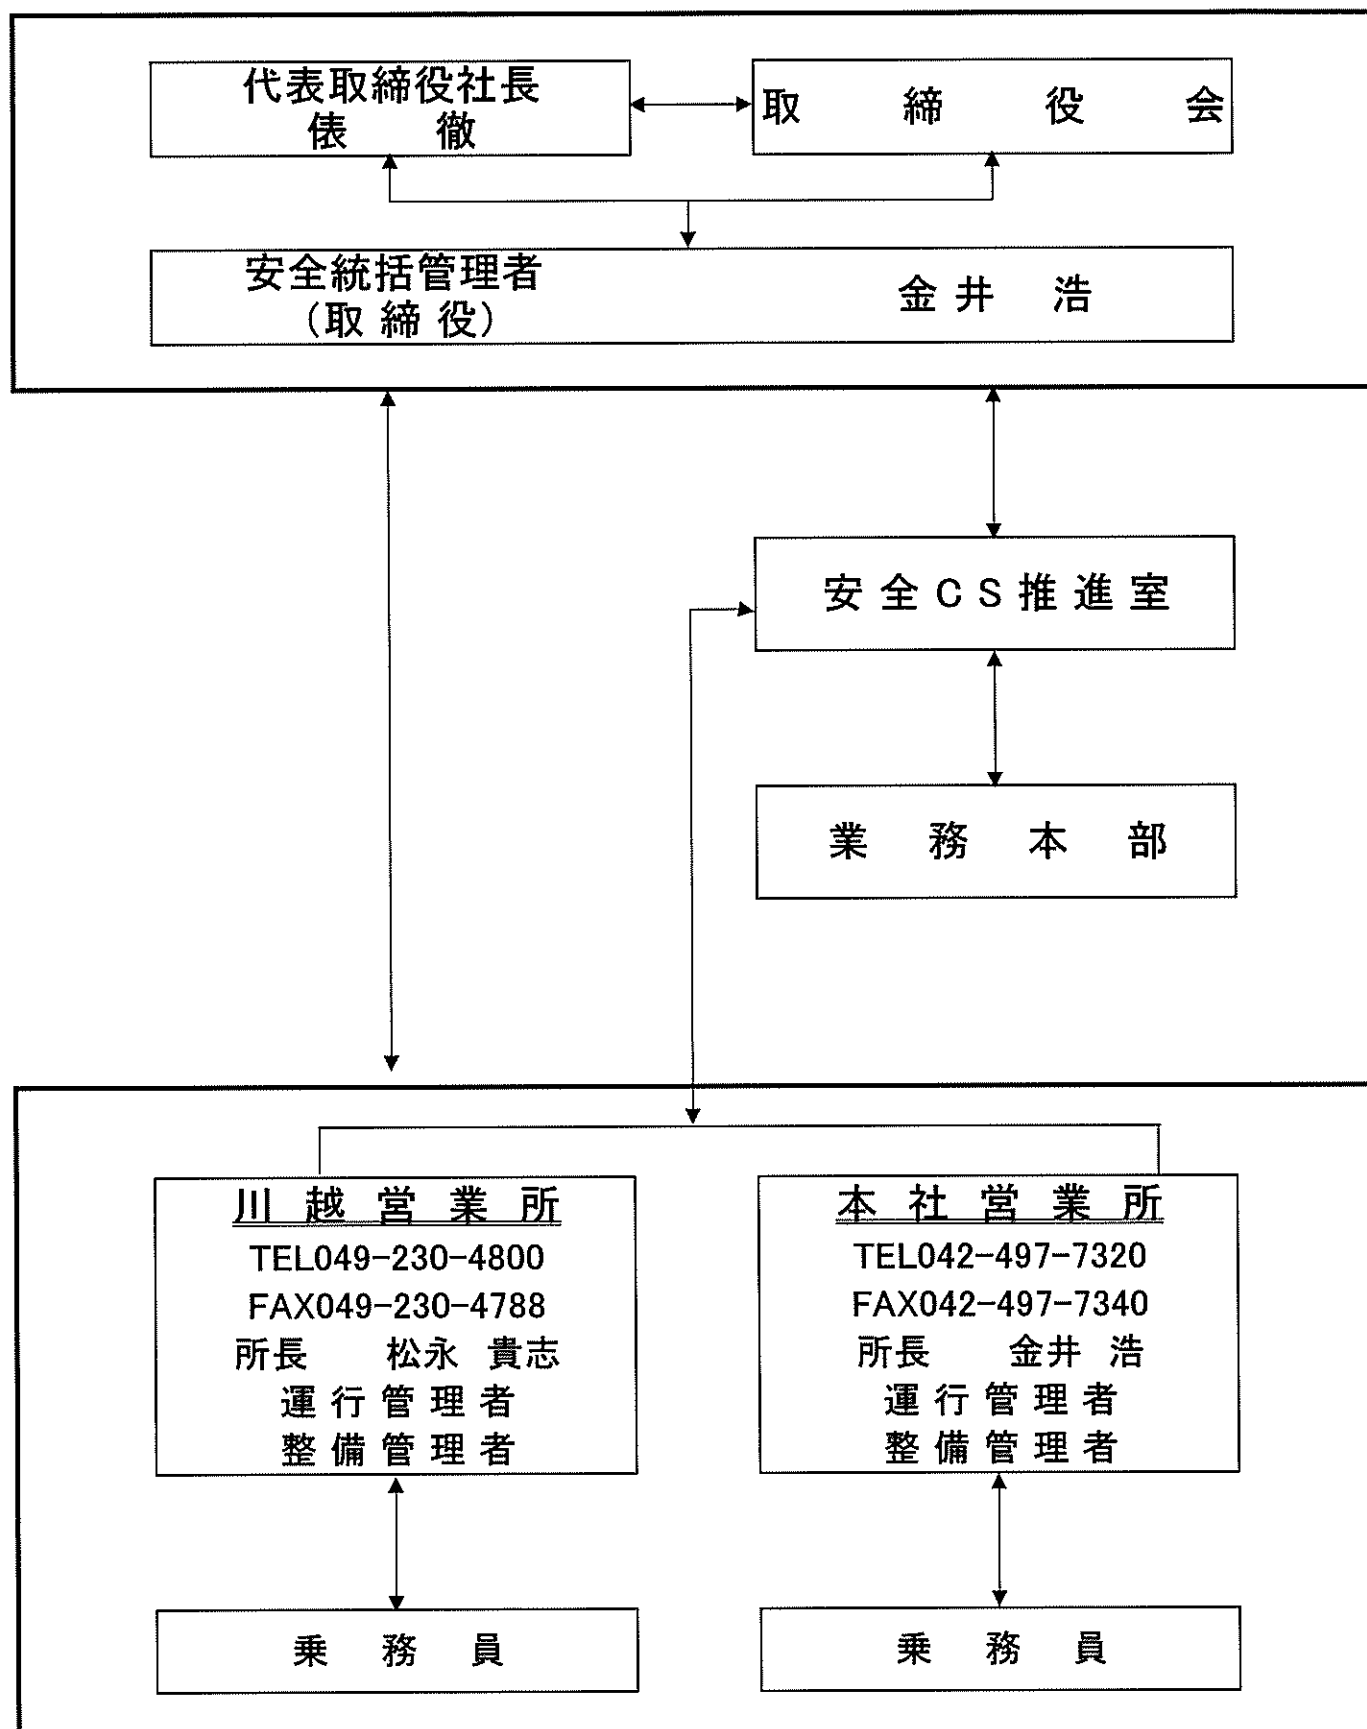 代表取締役社長
俵 徹
取締役会
安全統括管理者
(取締役)
金井 浩
安全CS推進室
業務本部
川越営業所
TEL049-230-4800
FAX049-230-4788
所長 松永 貴志
運行管理者
整備管理者
本社営業所
TEL042-497-7320
FAX042-497-7340
所長 金井 浩
運行管理者
整備管理者
乗務員
乗務員